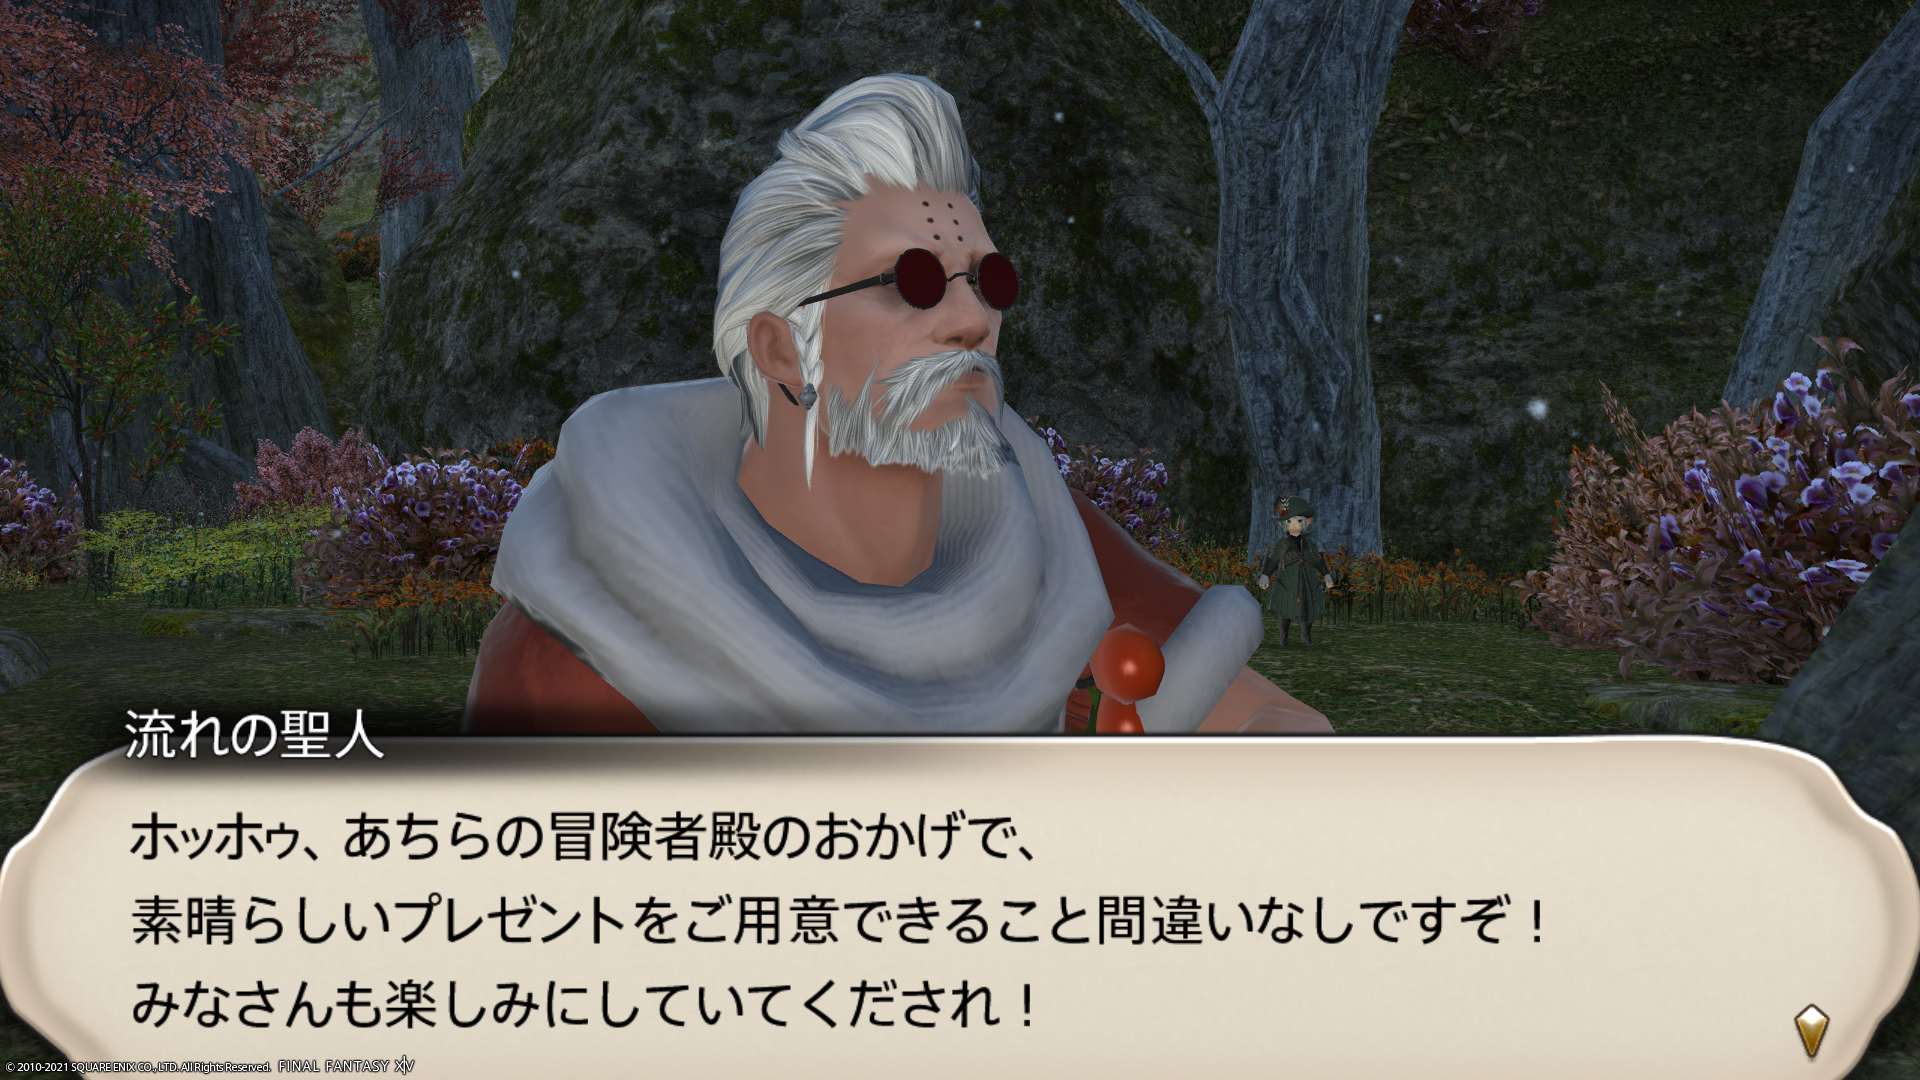 流れの聖人
ホッホゥ、あちらの冒険者殿のおかげで、
素晴らしいプレゼントをご用意できること間違いなしですぞ！
みなさんも楽しみにしていてくだされ！
© 2010-2021 SQUARE ENIX CO., LTD. All Rights Reserved. FINAL FANTASY XIV